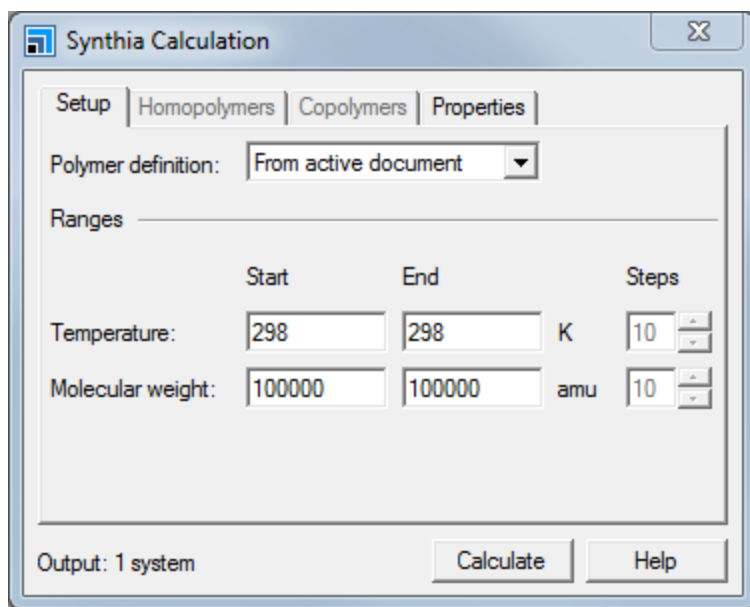 Synthia Calculation
Setup Homopolymers Copolymers Properties
Polymer definition: From active document
Ranges
Start End Steps
Temperature: 298 298 K 10
Molecular weight: 100000 100000 amu 10
Output: 1 system Calculate Help